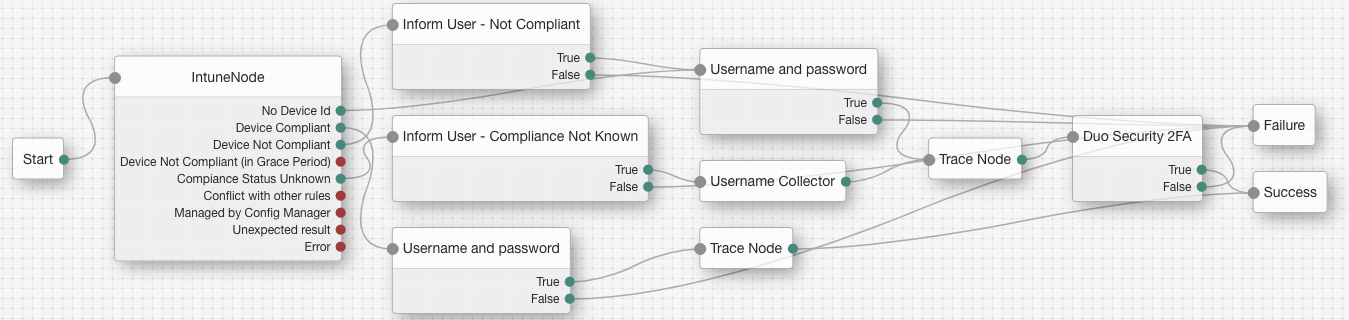 Start
IntuneNode
No Device Id
Device Compliant
Device Not Compliant
Device Not Compliant (in Grace Period)
Compiance Status Unknown
Conflict with other rules
Managed by Config Manager
Unexpected result
Error
Inform User - Not Compliant
True
False
Inform User - Compliance Not Known
True
False
Username and password
True
False
Username and password
True
False
Username Collector
Trace Node
Trace Node
Duo Security 2FA
True
False
Failure
Success